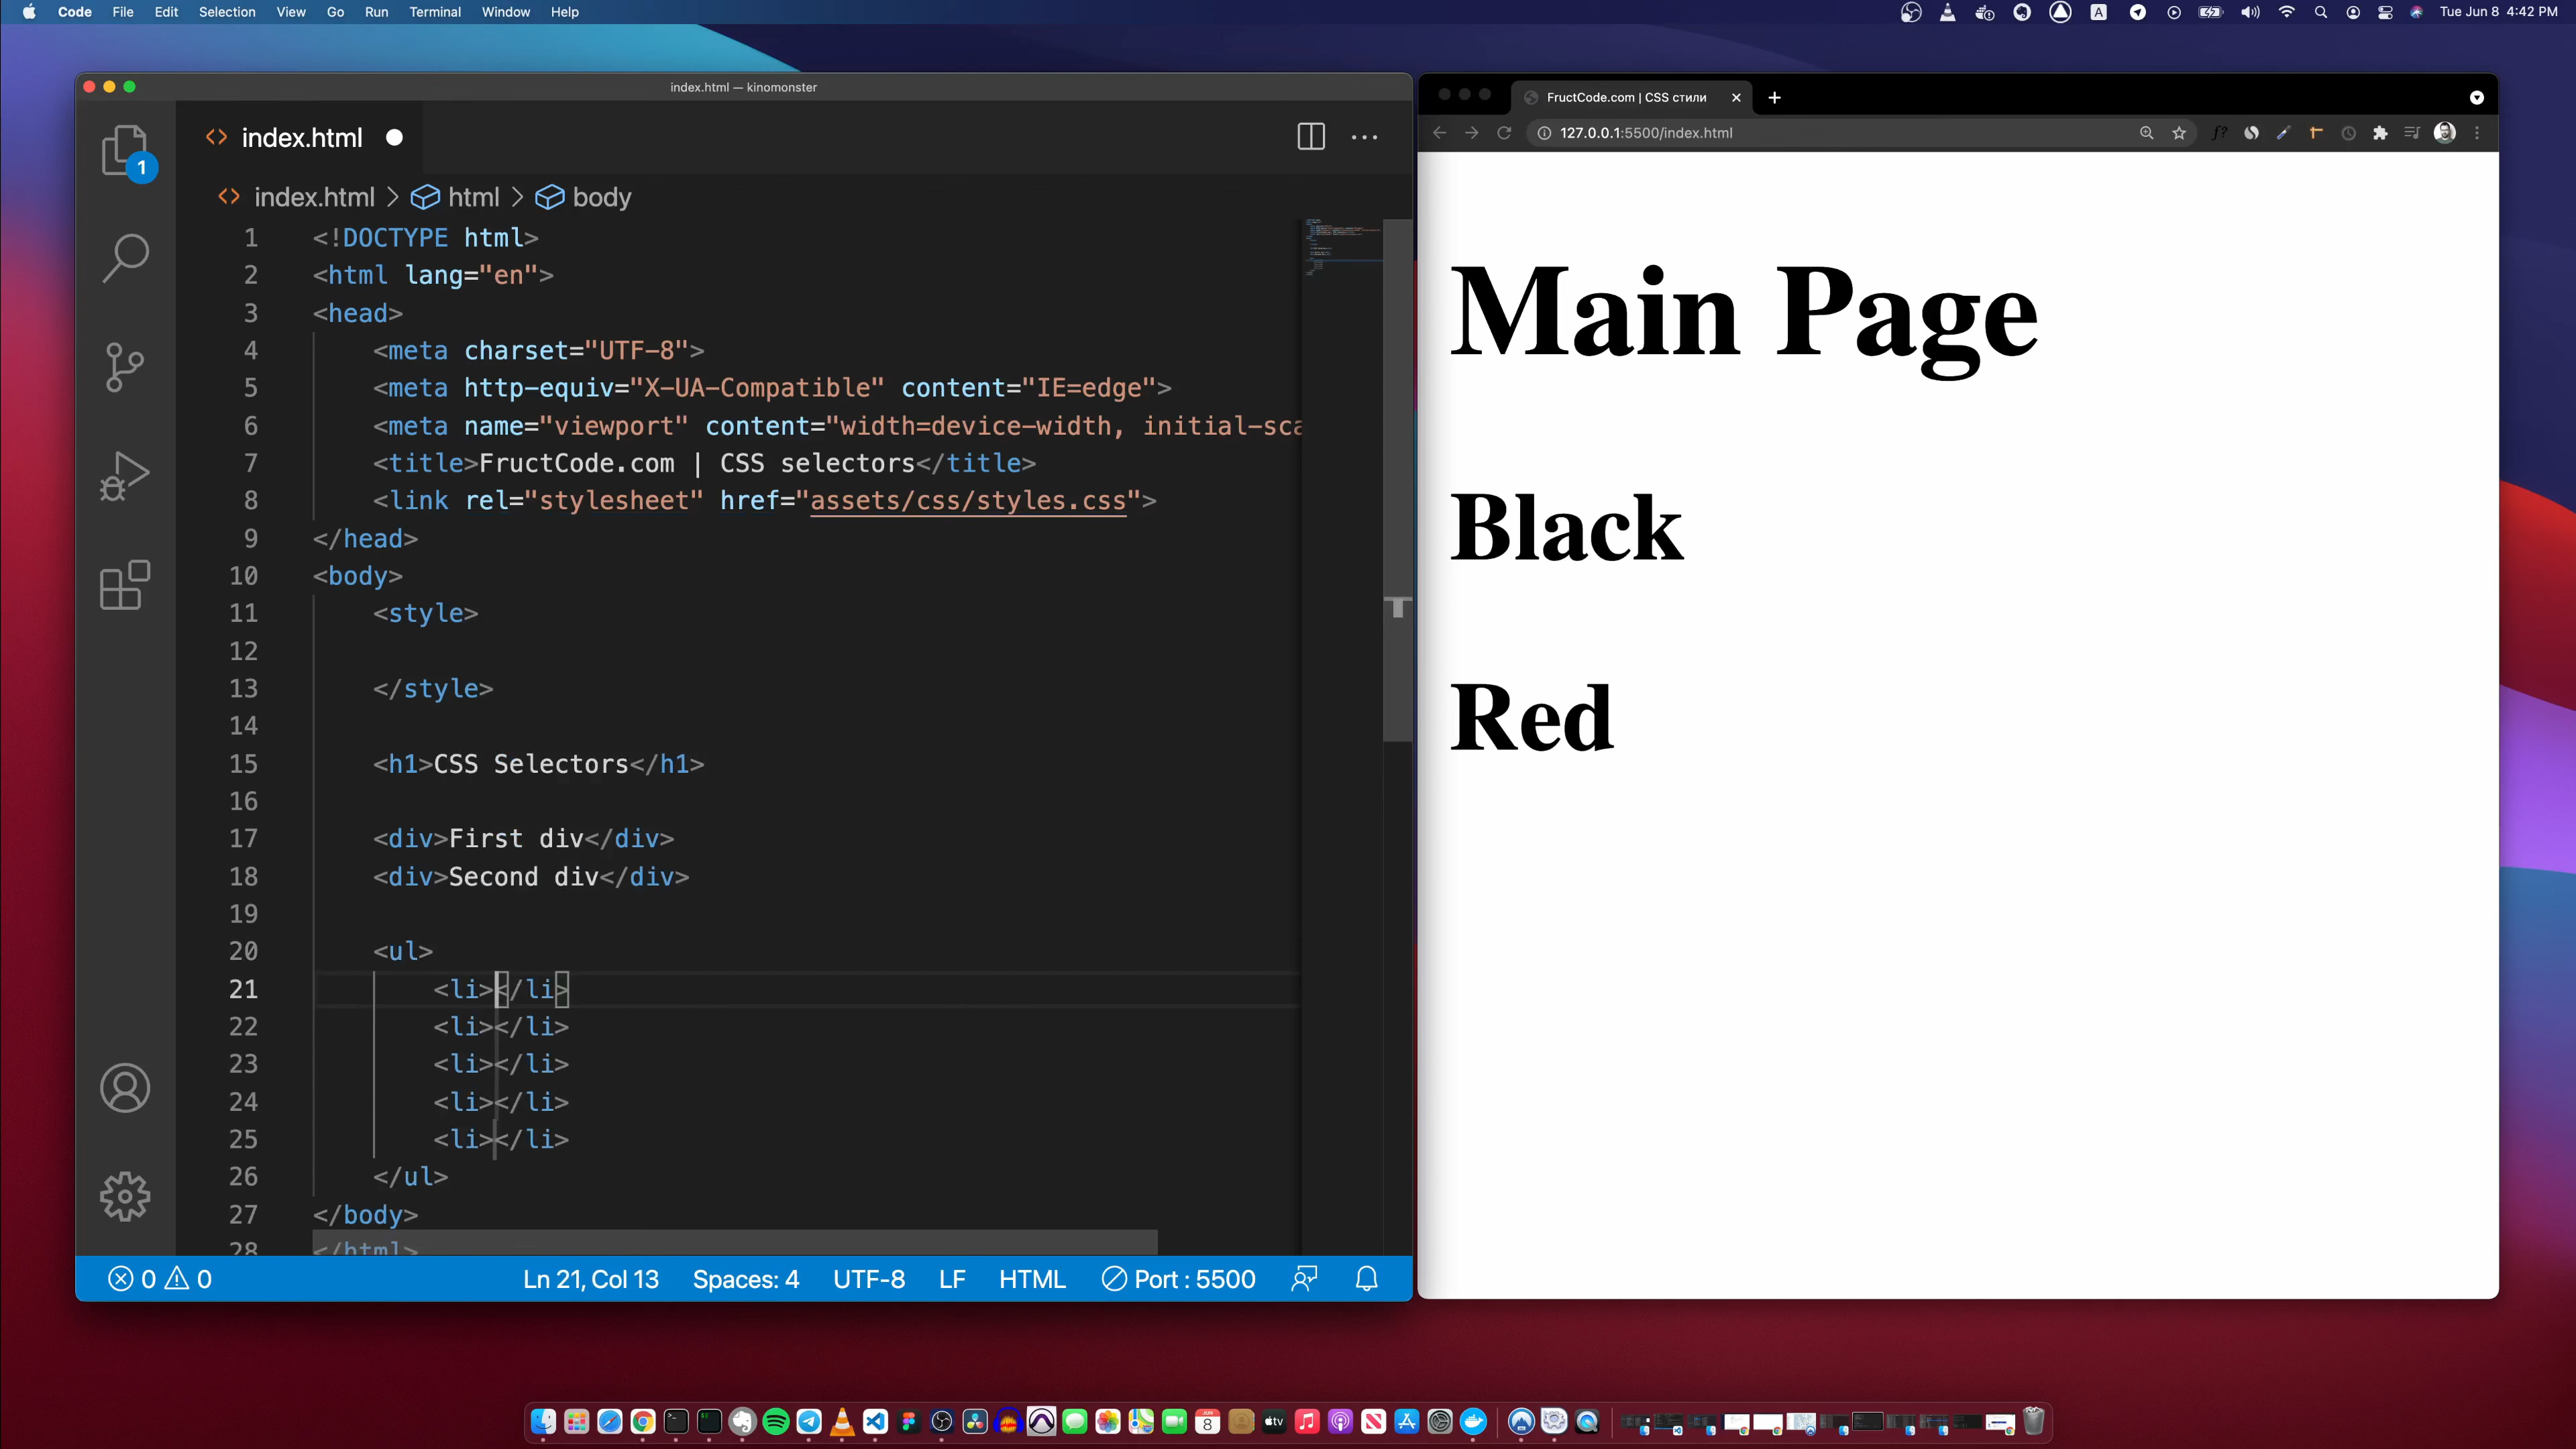 Code File Edit Selection View Go Run Terminal Window Help
A
Tue Jun 8 4:42 PM
index.html — kinomonster
1
index.html
index.html > html > body
1 <!DOCTYPE html>
2 <html lang="en">
3 <head>
4 <meta charset="UTF-8">
5 <meta http-equiv="X-UA-Compatible" content="IE=edge">
6 <meta name="viewport" content="width=device-width, initial-sca
7 <title>FructCode.com | CSS selectors</title>
8 <link rel="stylesheet" href="assets/css/styles.css">
9 </head>
10 <body>
11 <style>
12
13 </style>
14
15 <h1>CSS Selectors</h1>
16
17 <div>First div</div>
18 <div>Second div</div>
19
20 <ul>
21 <li></li>
22 <li></li>
23 <li></li>
24 <li></li>
25 <li></li>
26 </ul>
27 </body>
28 </html>
0 0 Ln 21, Col 13 Spaces: 4 UTF-8 LF HTML Port : 5500
FructCode.com | CSS стили
127.0.0.1:5500/index.html
f?
Main Page
Black
Red
JUN
8
tv